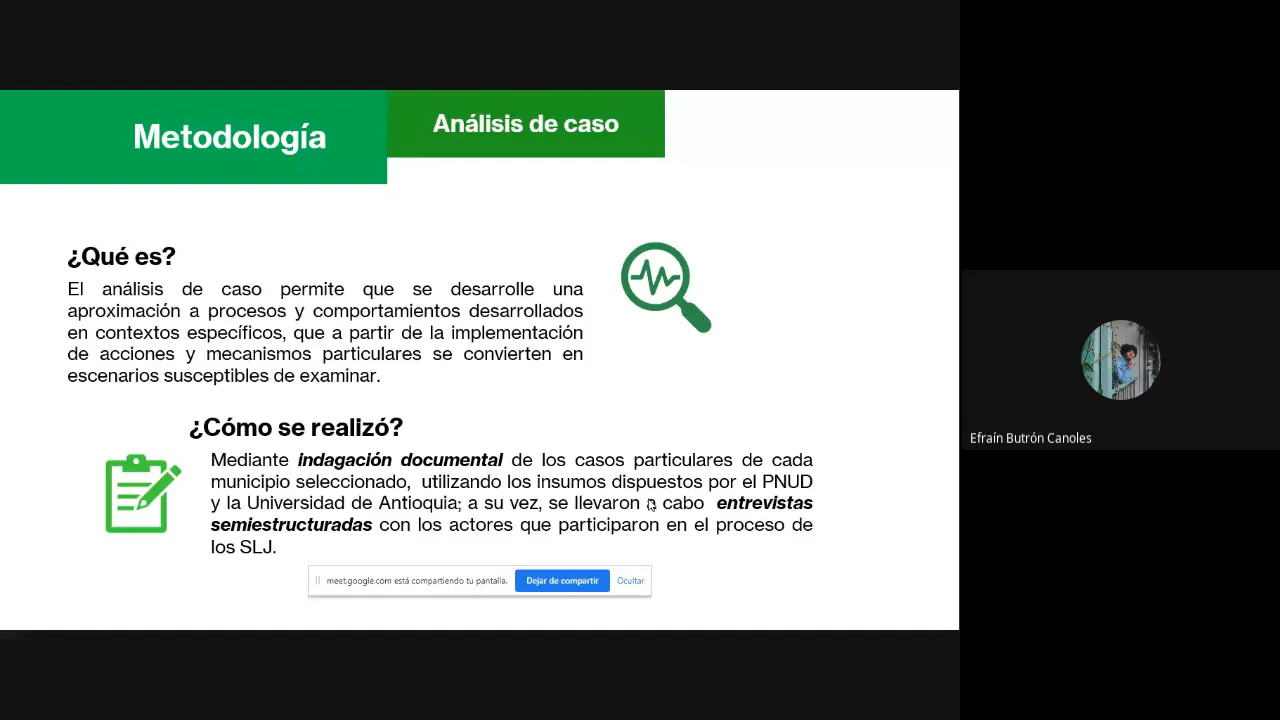 Metodología
Análisis de caso
¿Qué es?
El análisis de caso permite que se desarrolle una
aproximación a procesos y comportamientos desarrollados
en contextos específicos, que a partir de la implementación
de acciones y mecanismos particulares se convierten en
escenarios susceptibles de examinar.
¿Cómo se realizó?
Mediante indagación documental de los casos particulares de cada
municipio seleccionado, utilizando los insumos dispuestos por el PNUD
y la Universidad de Antioquia; a su vez, se llevaron a cabo entrevistas
semiestructuradas con los actores que participaron en el proceso de
los SLJ.
meet.google.com está compartiendo tu pantalla.
Dejar de compartir
Ocultar
Efraín Butrón Canoles